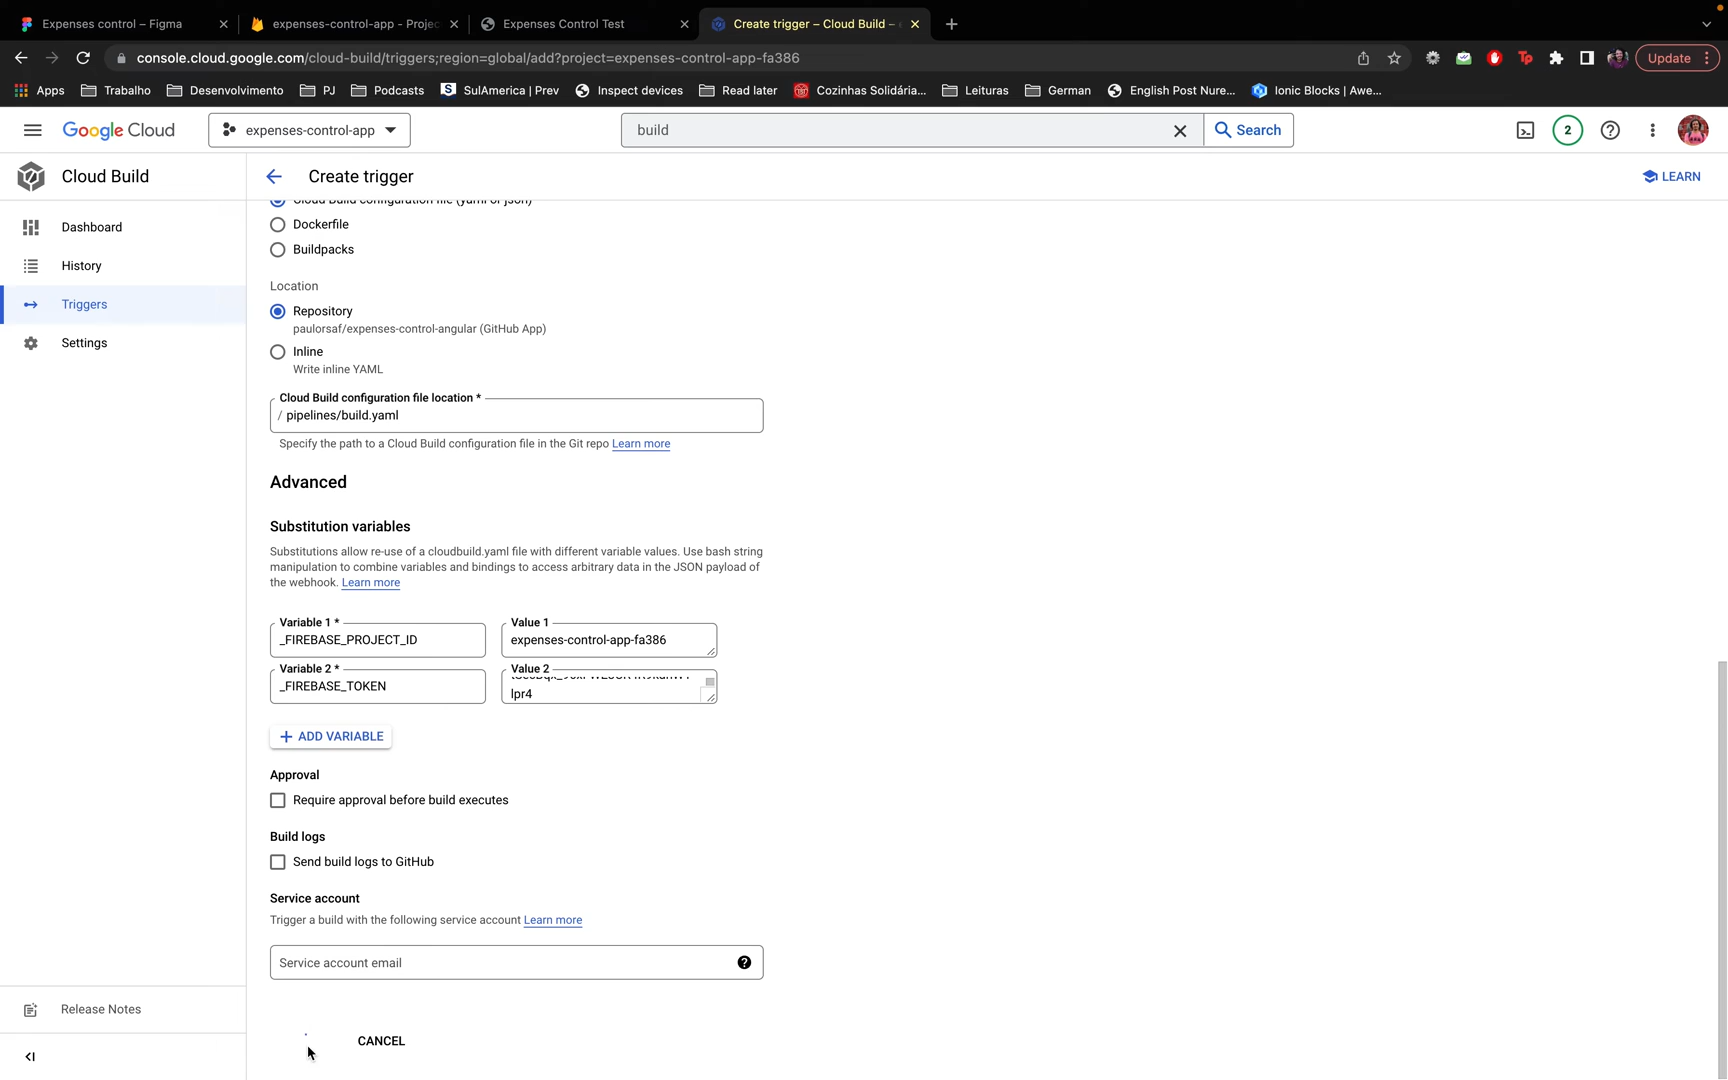 Expenses control – Figma
expenses-control-app - Projec
Expenses Control Test
Create trigger – Cloud Build –
console.cloud.google.com/cloud-build/triggers;region=global/add?project=expenses-control-app-fa386
Update
Apps
Trabalho
Desenvolvimento
PJ
Podcasts
SulAmerica | Prev
Inspect devices
Read later
Cozinhas Solidária...
Leituras
German
English Post Nure...
Ionic Blocks | Awe...
Google Cloud
expenses-control-app
build
Search
2
Cloud Build
Create trigger
LEARN
Dashboard
History
Triggers
Settings
Release Notes
Cloud Build configuration file (yaml or json)
Dockerfile
Buildpacks
Location
Repository
paulorsaf/expenses-control-angular (GitHub App)
Inline
Write inline YAML
Cloud Build configuration file location *
/ pipelines/build.yaml
Specify the path to a Cloud Build configuration file in the Git repo Learn more
Advanced
Substitution variables
Substitutions allow re-use of a cloudbuild.yaml file with different variable values. Use bash string
manipulation to combine variables and bindings to access arbitrary data in the JSON payload of
the webhook. Learn more
Variable 1 *
_FIREBASE_PROJECT_ID
Value 1
expenses-control-app-fa386
Variable 2 *
_FIREBASE_TOKEN
Value 2
lpr4
ADD VARIABLE
Approval
Require approval before build executes
Build logs
Send build logs to GitHub
Service account
Trigger a build with the following service account Learn more
Service account email
CANCEL